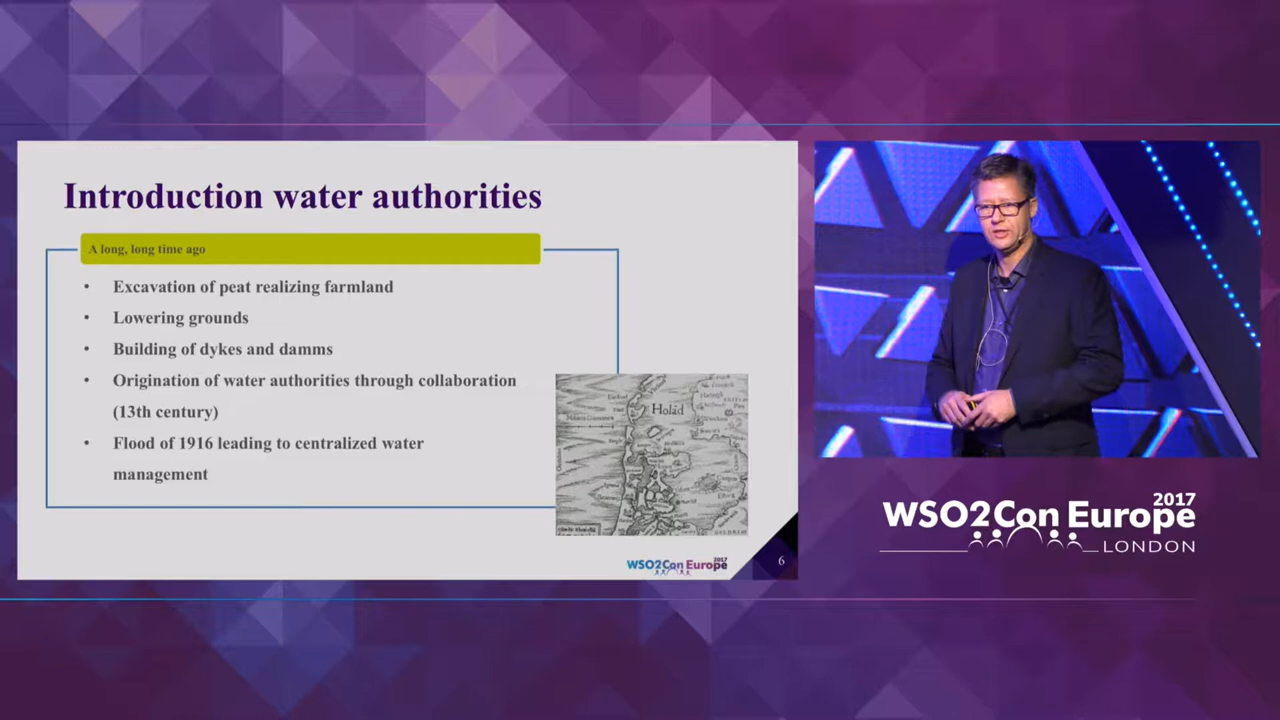 Introduction water authorities
A long, long time ago
• Excavation of peat realizing farmland
• Lowering grounds
• Building of dykes and damms
• Origination of water authorities through collaboration
(13th century)
• Flood of 1916 leading to centralized water
management
Holād
WSO2Con Europe 2017
6
2017
WSO2Con Europe
LONDON